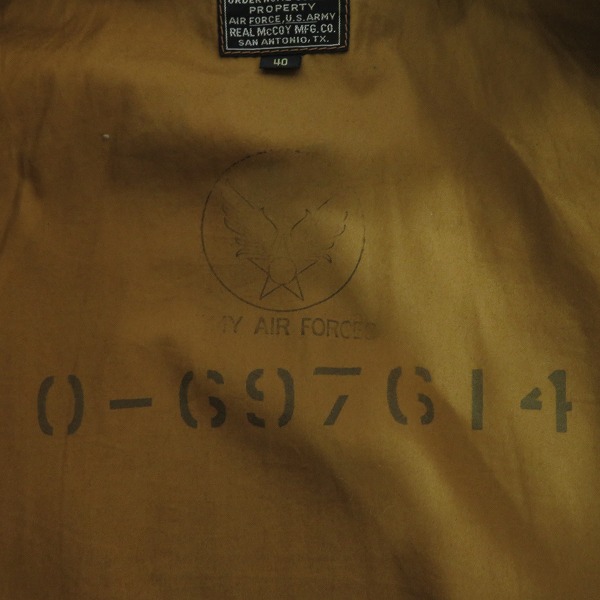 PROPERTY
AIR FORCE, U.S. ARMY
REAL McCOY MFG. CO.
SAN ANTONIO, TX.
40
AIR FORCES
0-697614